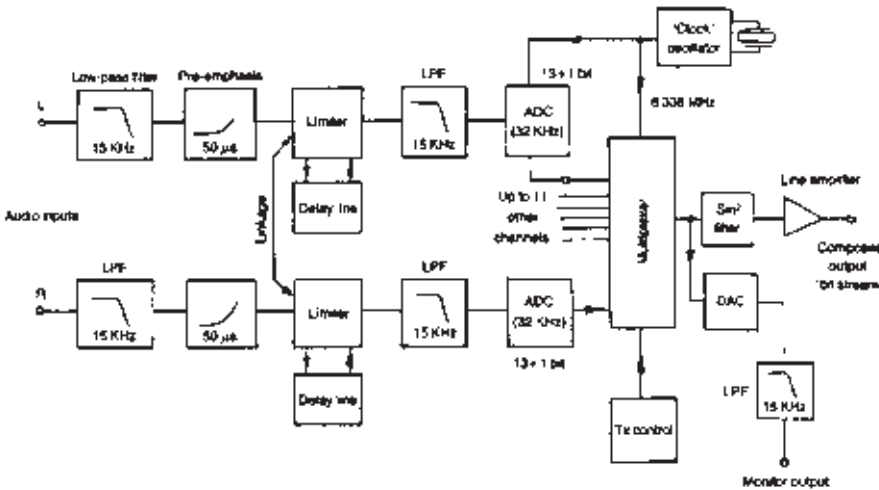 'Clock'
oscillator
Low-pass filter
Pre-emphasis
LPF
13 + 1 bit
6.336 MHz
L
15 KHz
50 µs
Limiter
15 KHz
ADC
(32 KHz)
Delay line
Linkage
Up to 11
other
channels
Multiplexer
Line amplifier
Sin²
filter
Audio inputs
Composite
output
bit stream
LPF
LPF
DAC
R
15 KHz
50 µs
Limiter
15 KHz
ADC
(32 KHz)
13 + 1 bit
Delay line
LPF
15 KHz
Tx control
Monitor output